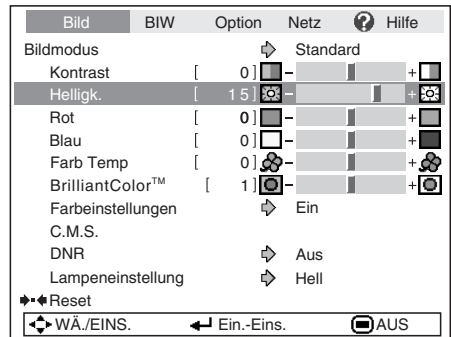 Bild BIW Option Netz ? Hilfe
Bildmodus Standard
Kontrast [ 0] - +
Helligk. [ 15] - +
Rot [ 0] - +
Blau [ 0] - +
Farb Temp [ 0] - +
BrilliantColor™ [ 1] - +
Farbeinstellungen Ein
C.M.S.
DNR Aus
Lampeneinstellung Hell
Reset
WÄ./EINS. Ein.-Eins. AUS